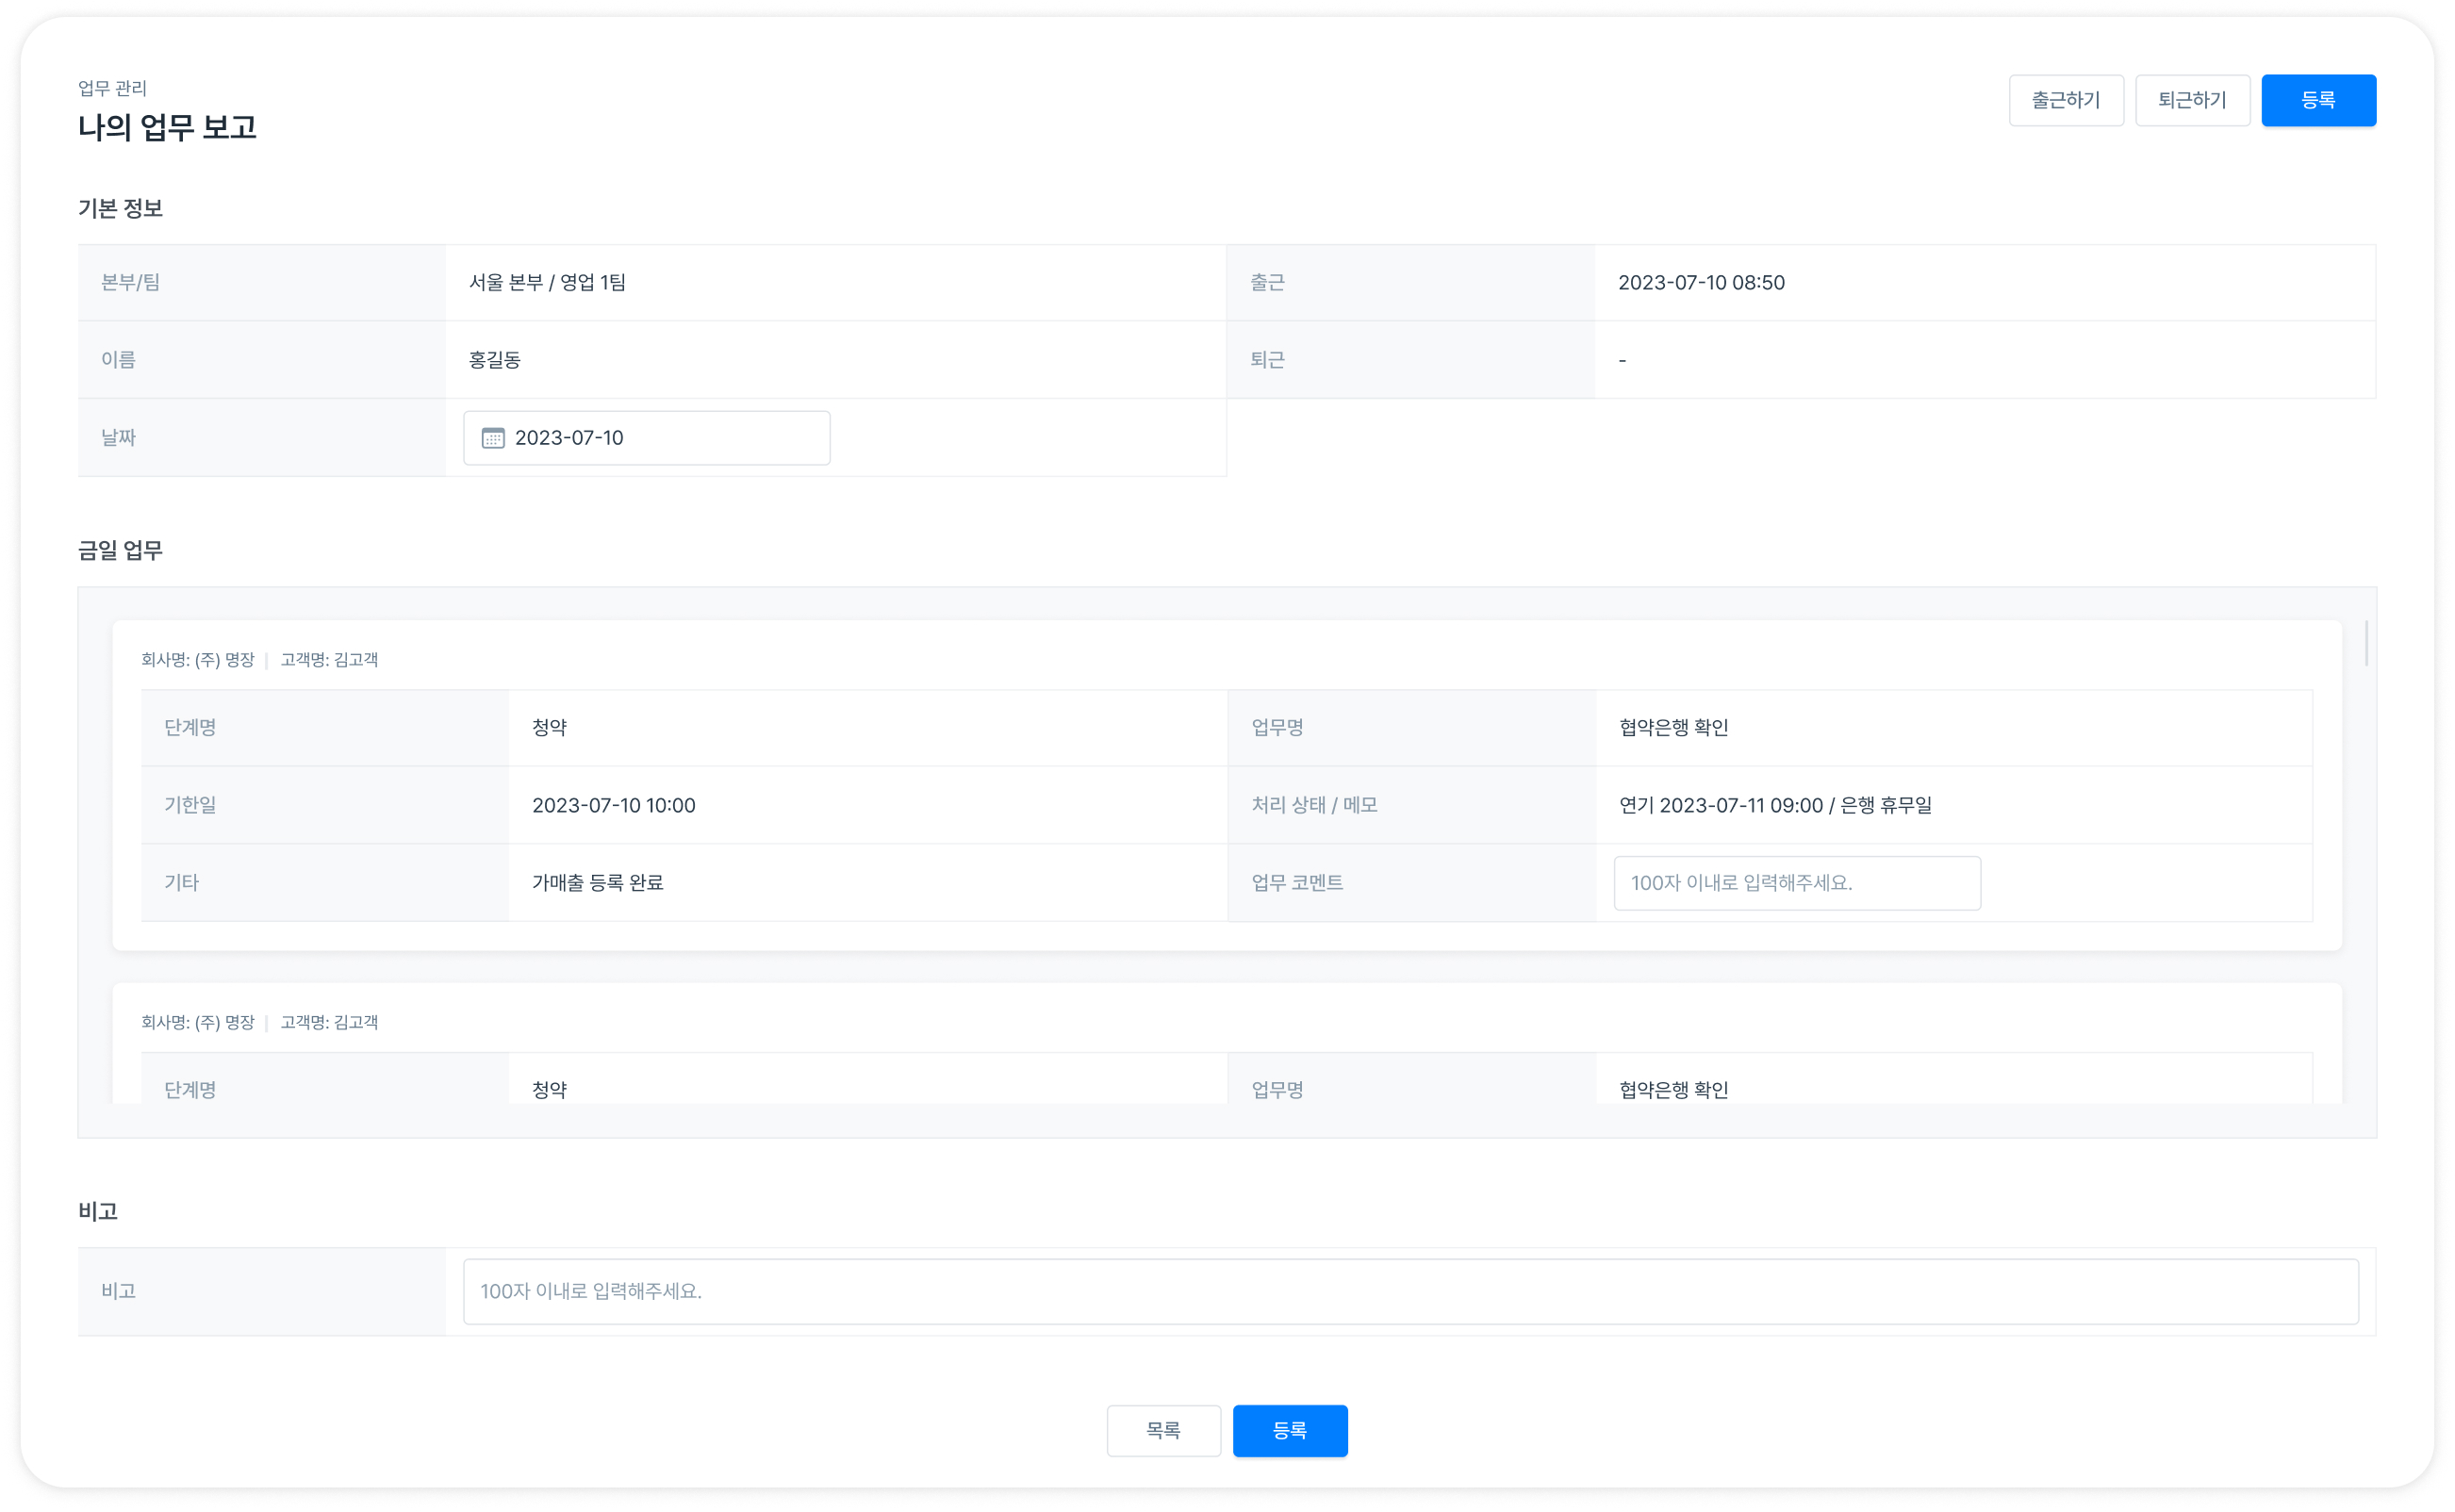 업무 관리
나의 업무 보고
출근하기 퇴근하기 등록
기본 정보
본부/팀 서울 본부 / 영업 1팀 출근 2023-07-10 08:50
이름 홍길동 퇴근 -
날짜 2023-07-10
금일 업무
회사명: (주) 명장 | 고객명: 김고객
단계명 청약 업무명 협약은행 확인
기한일 2023-07-10 10:00 처리 상태 / 메모 연기 2023-07-11 09:00 / 은행 휴무일
기타 가매출 등록 완료 업무 코멘트 100자 이내로 입력해주세요.
회사명: (주) 명장 | 고객명: 김고객
단계명 청약 업무명 협약은행 확인
비고
비고 100자 이내로 입력해주세요.
목록 등록